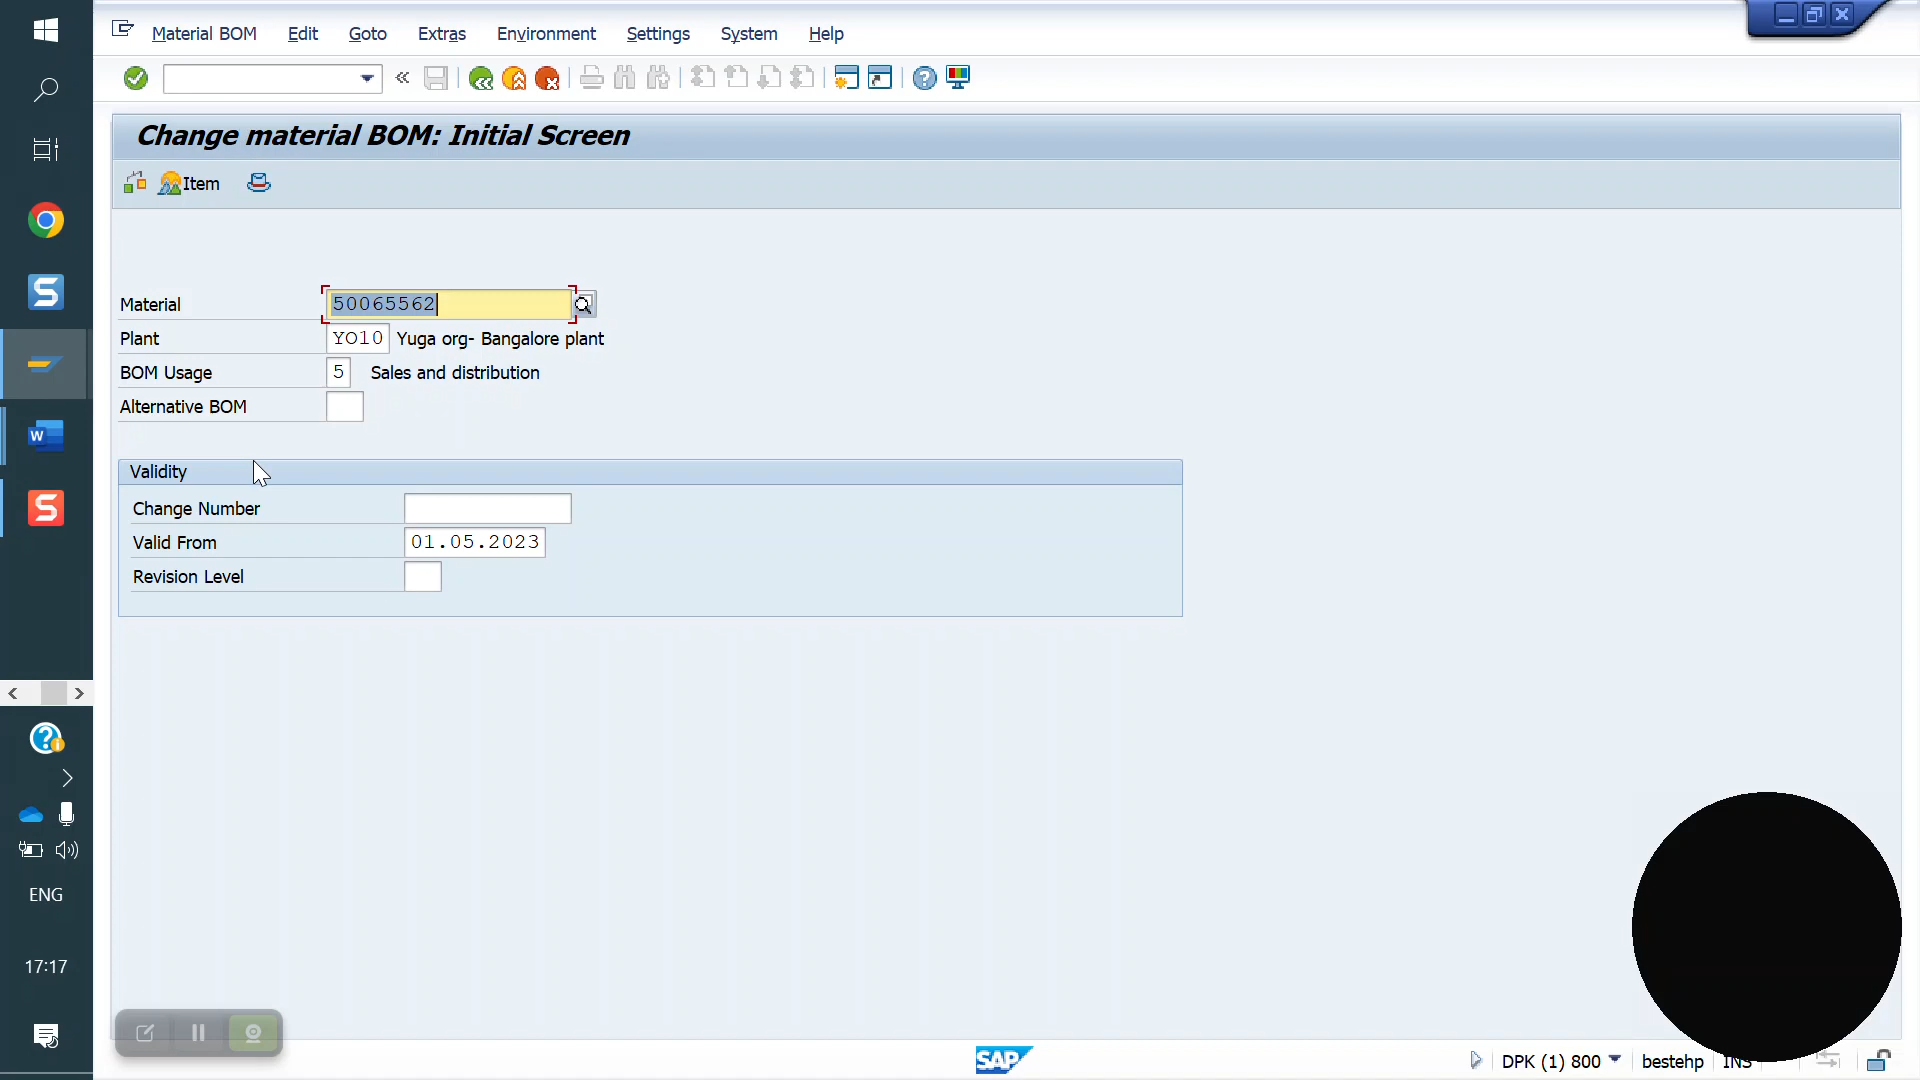 Material BOM Edit Goto Extras Environment Settings System Help
Change material BOM: Initial Screen
Item
Material 50065562
Plant YO10 Yuga org- Bangalore plant
BOM Usage 5 Sales and distribution
Alternative BOM
Validity
Change Number
Valid From 01.05.2023
Revision Level
W
ENG
17:17
SAP
DPK (1) 800 bestehp INS